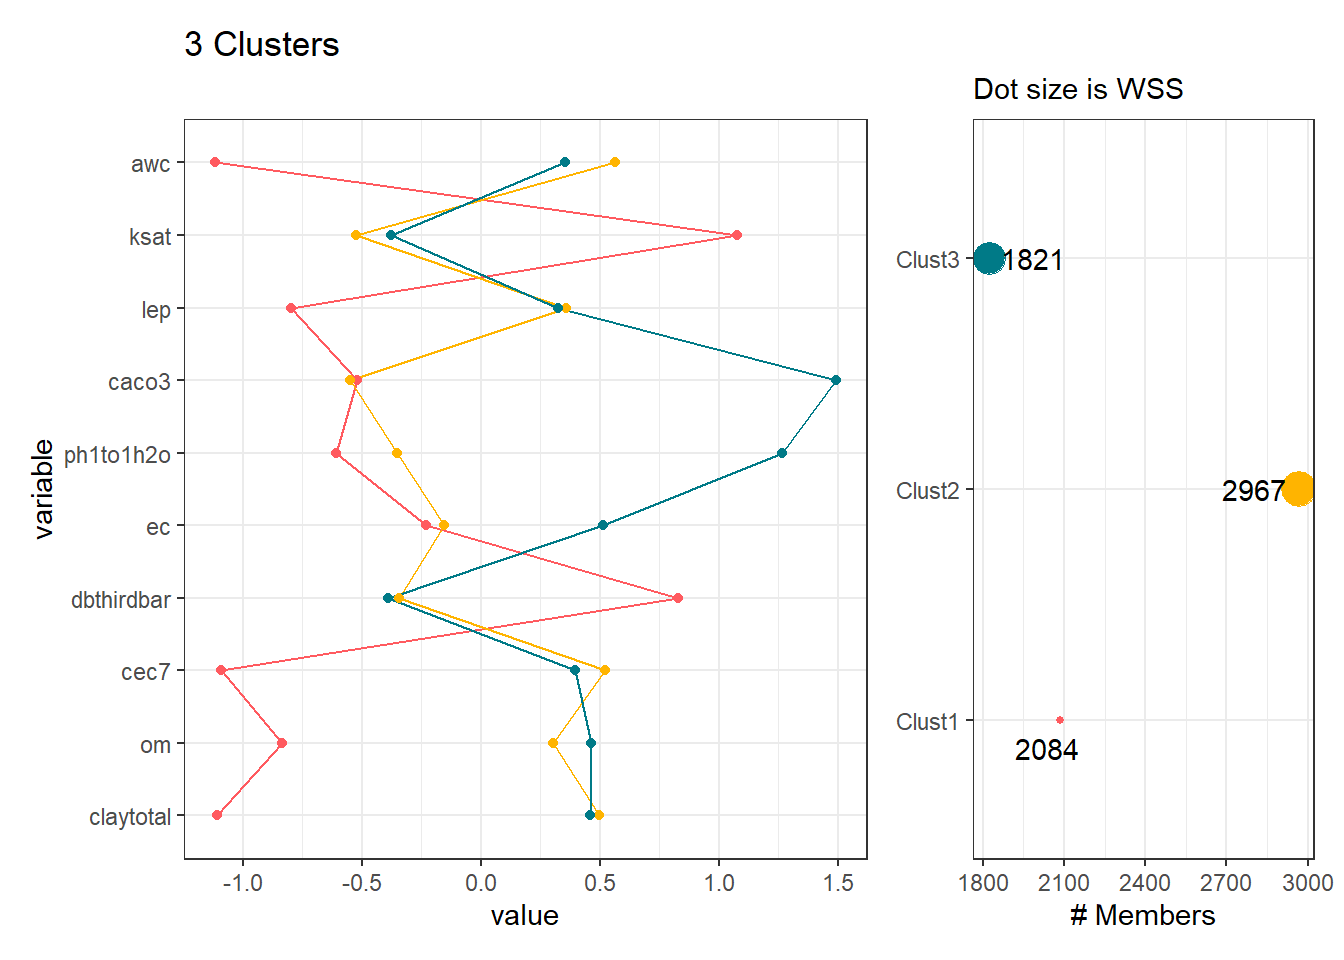 3 Clusters
Dot size is WSS
variable
awc
ksat
lep
caco3
ph1to1h2o
ec
dbthirdbar
cec7
om
claytotal
-1.0 -0.5 0.0 0.5 1.0 1.5
value
Clust3
1821
Clust2
2967
Clust1
2084
1800 2100 2400 2700 3000
# Members